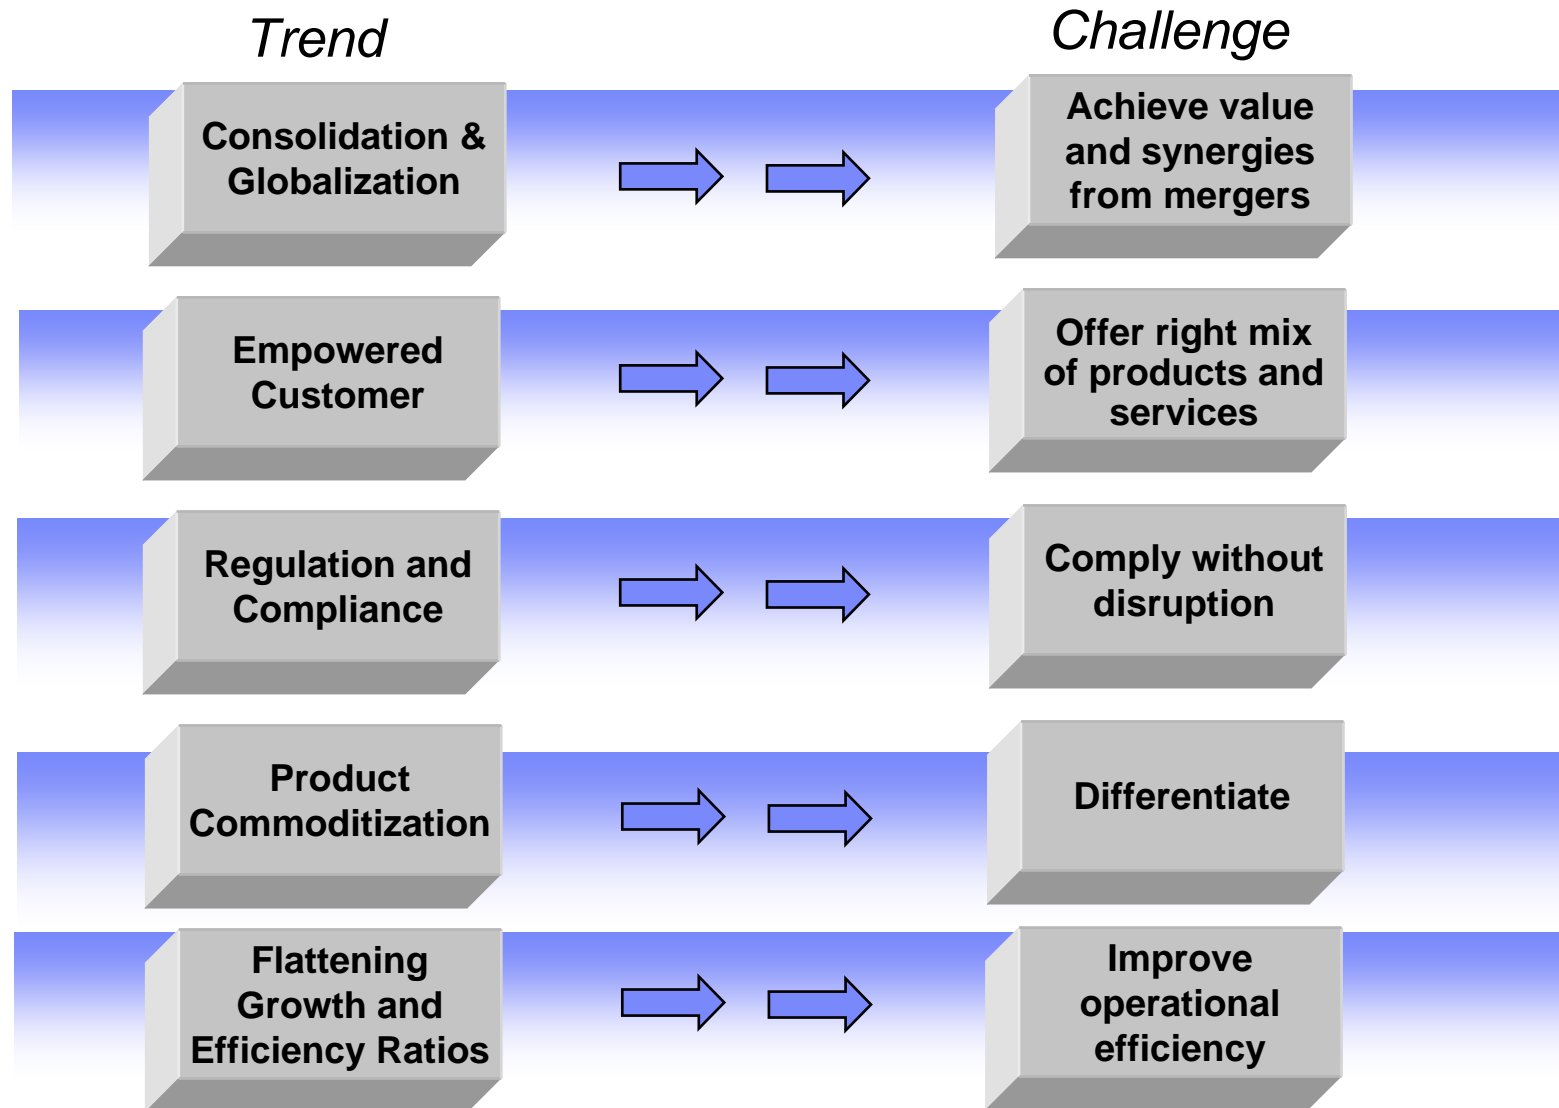 Trend
Challenge
Consolidation &
Globalization
Achieve value
and synergies
from mergers
Empowered
Customer
Offer right mix
of products and
services
Regulation and
Compliance
Comply without
disruption
Product
Commoditization
Differentiate
Flattening
Growth and
Efficiency Ratios
Improve
operational
efficiency